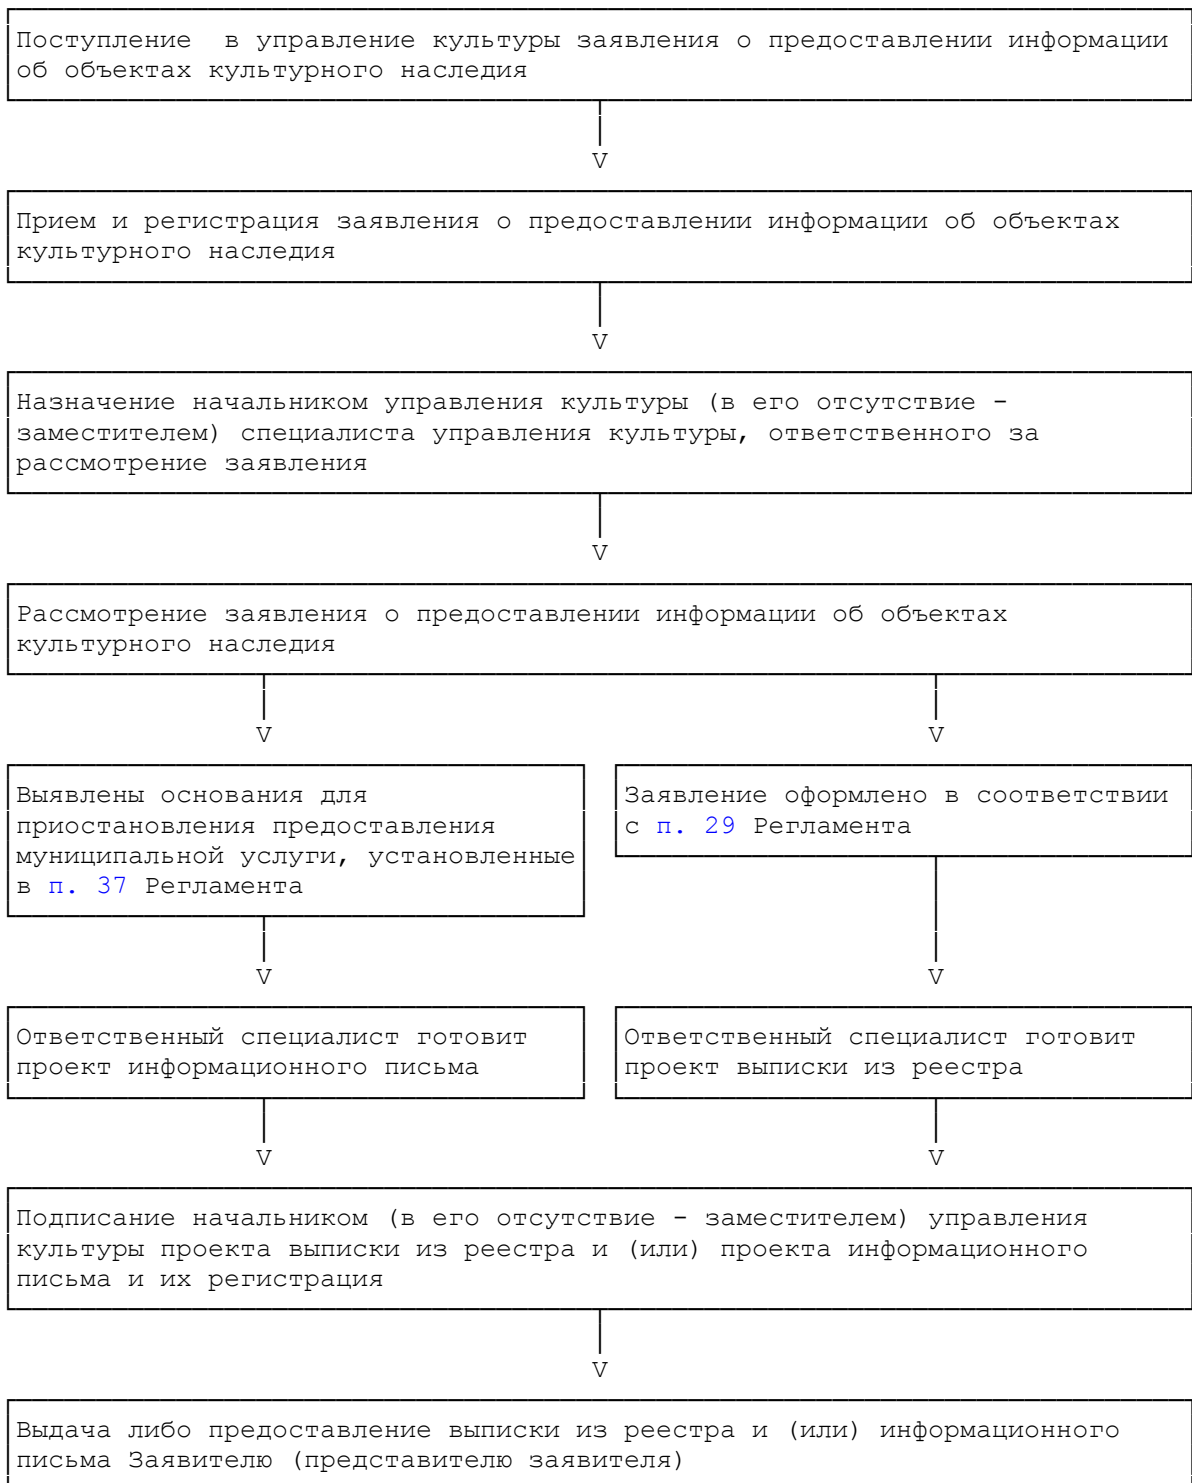 Поступление  в управление культуры заявления о предоставлении информации
об объектах культурного наследия
V
Прием и регистрация заявления о предоставлении информации об объектах
культурного наследия
V
Назначение начальником управления культуры (в его отсутствие -
заместителем) специалиста управления культуры, ответственного за
рассмотрение заявления
V
Рассмотрение заявления о предоставлении информации об объектах
культурного наследия
V
V
Выявлены основания для
приостановления предоставления
муниципальной услуги, установленные
в п. 37 Регламента
V
Заявление оформлено в соответствии
с п. 29 Регламента
V
Ответственный специалист готовит
проект информационного письма
V
Ответственный специалист готовит
проект выписки из реестра
V
Подписание начальником (в его отсутствие - заместителем) управления
культуры проекта выписки из реестра и (или) проекта информационного
письма и их регистрация
V
Выдача либо предоставление выписки из реестра и (или) информационного
письма Заявителю (представителю заявителя)